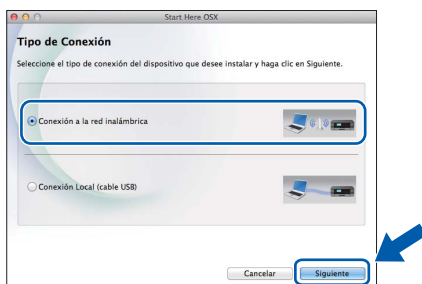 Start Here OSX
Tipo de Conexión
Seleccione el tipo de conexión del dispositivo que desee instalar y haga clic en Siguiente.
Conexión a la red inalámbrica
Conexión Local (cable USB)
Cancelar
Siguiente